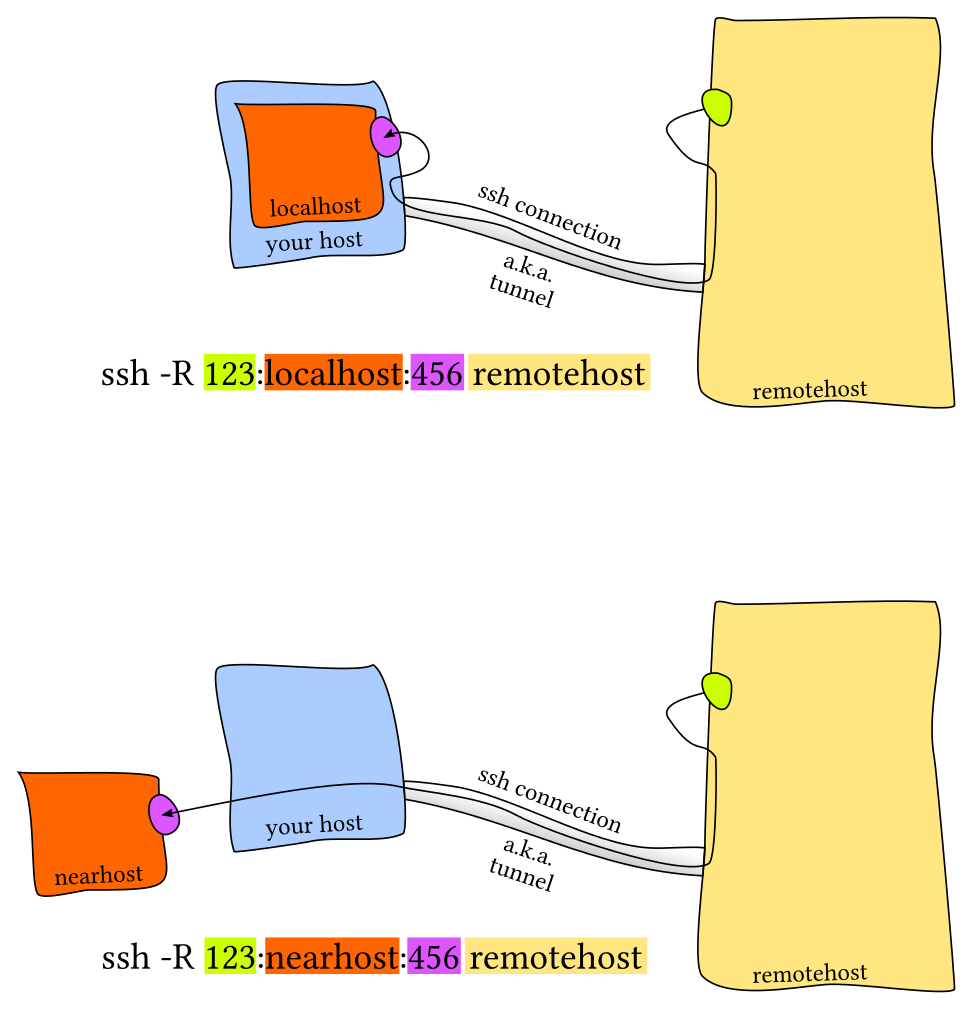 localhost
your host
ssh connection
a.k.a.
tunnel
remotehost
ssh -R 123:localhost:456 remotehost
nearhost
your host
ssh connection
a.k.a.
tunnel
remotehost
ssh -R 123:nearhost:456 remotehost